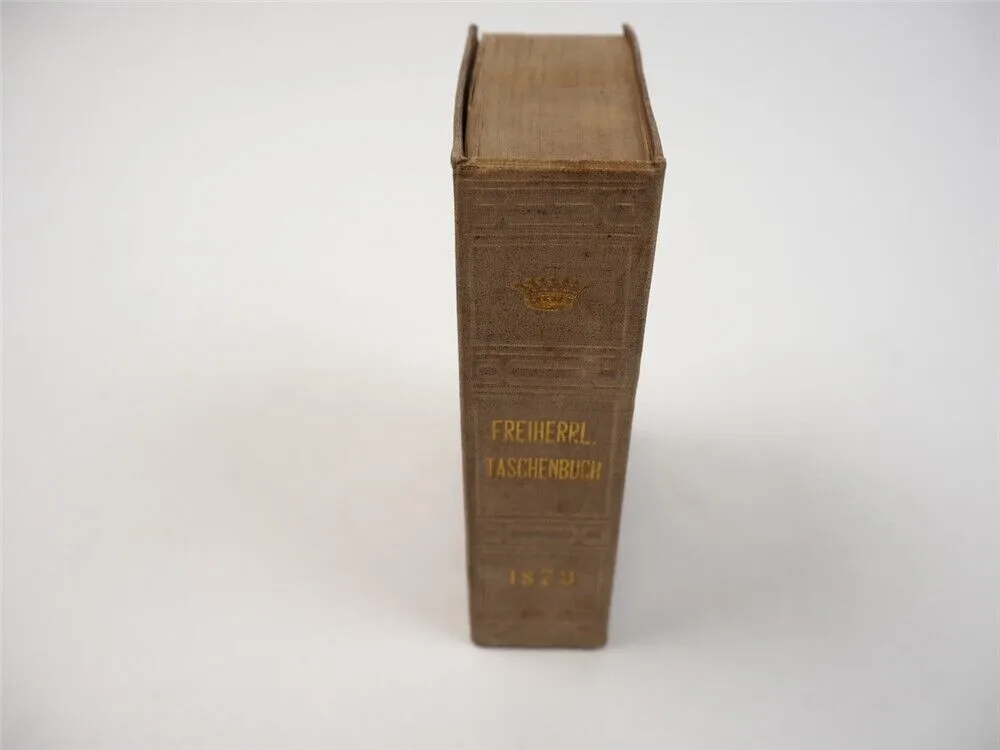 FREIHERRL.
TASCHENBUCH
1879